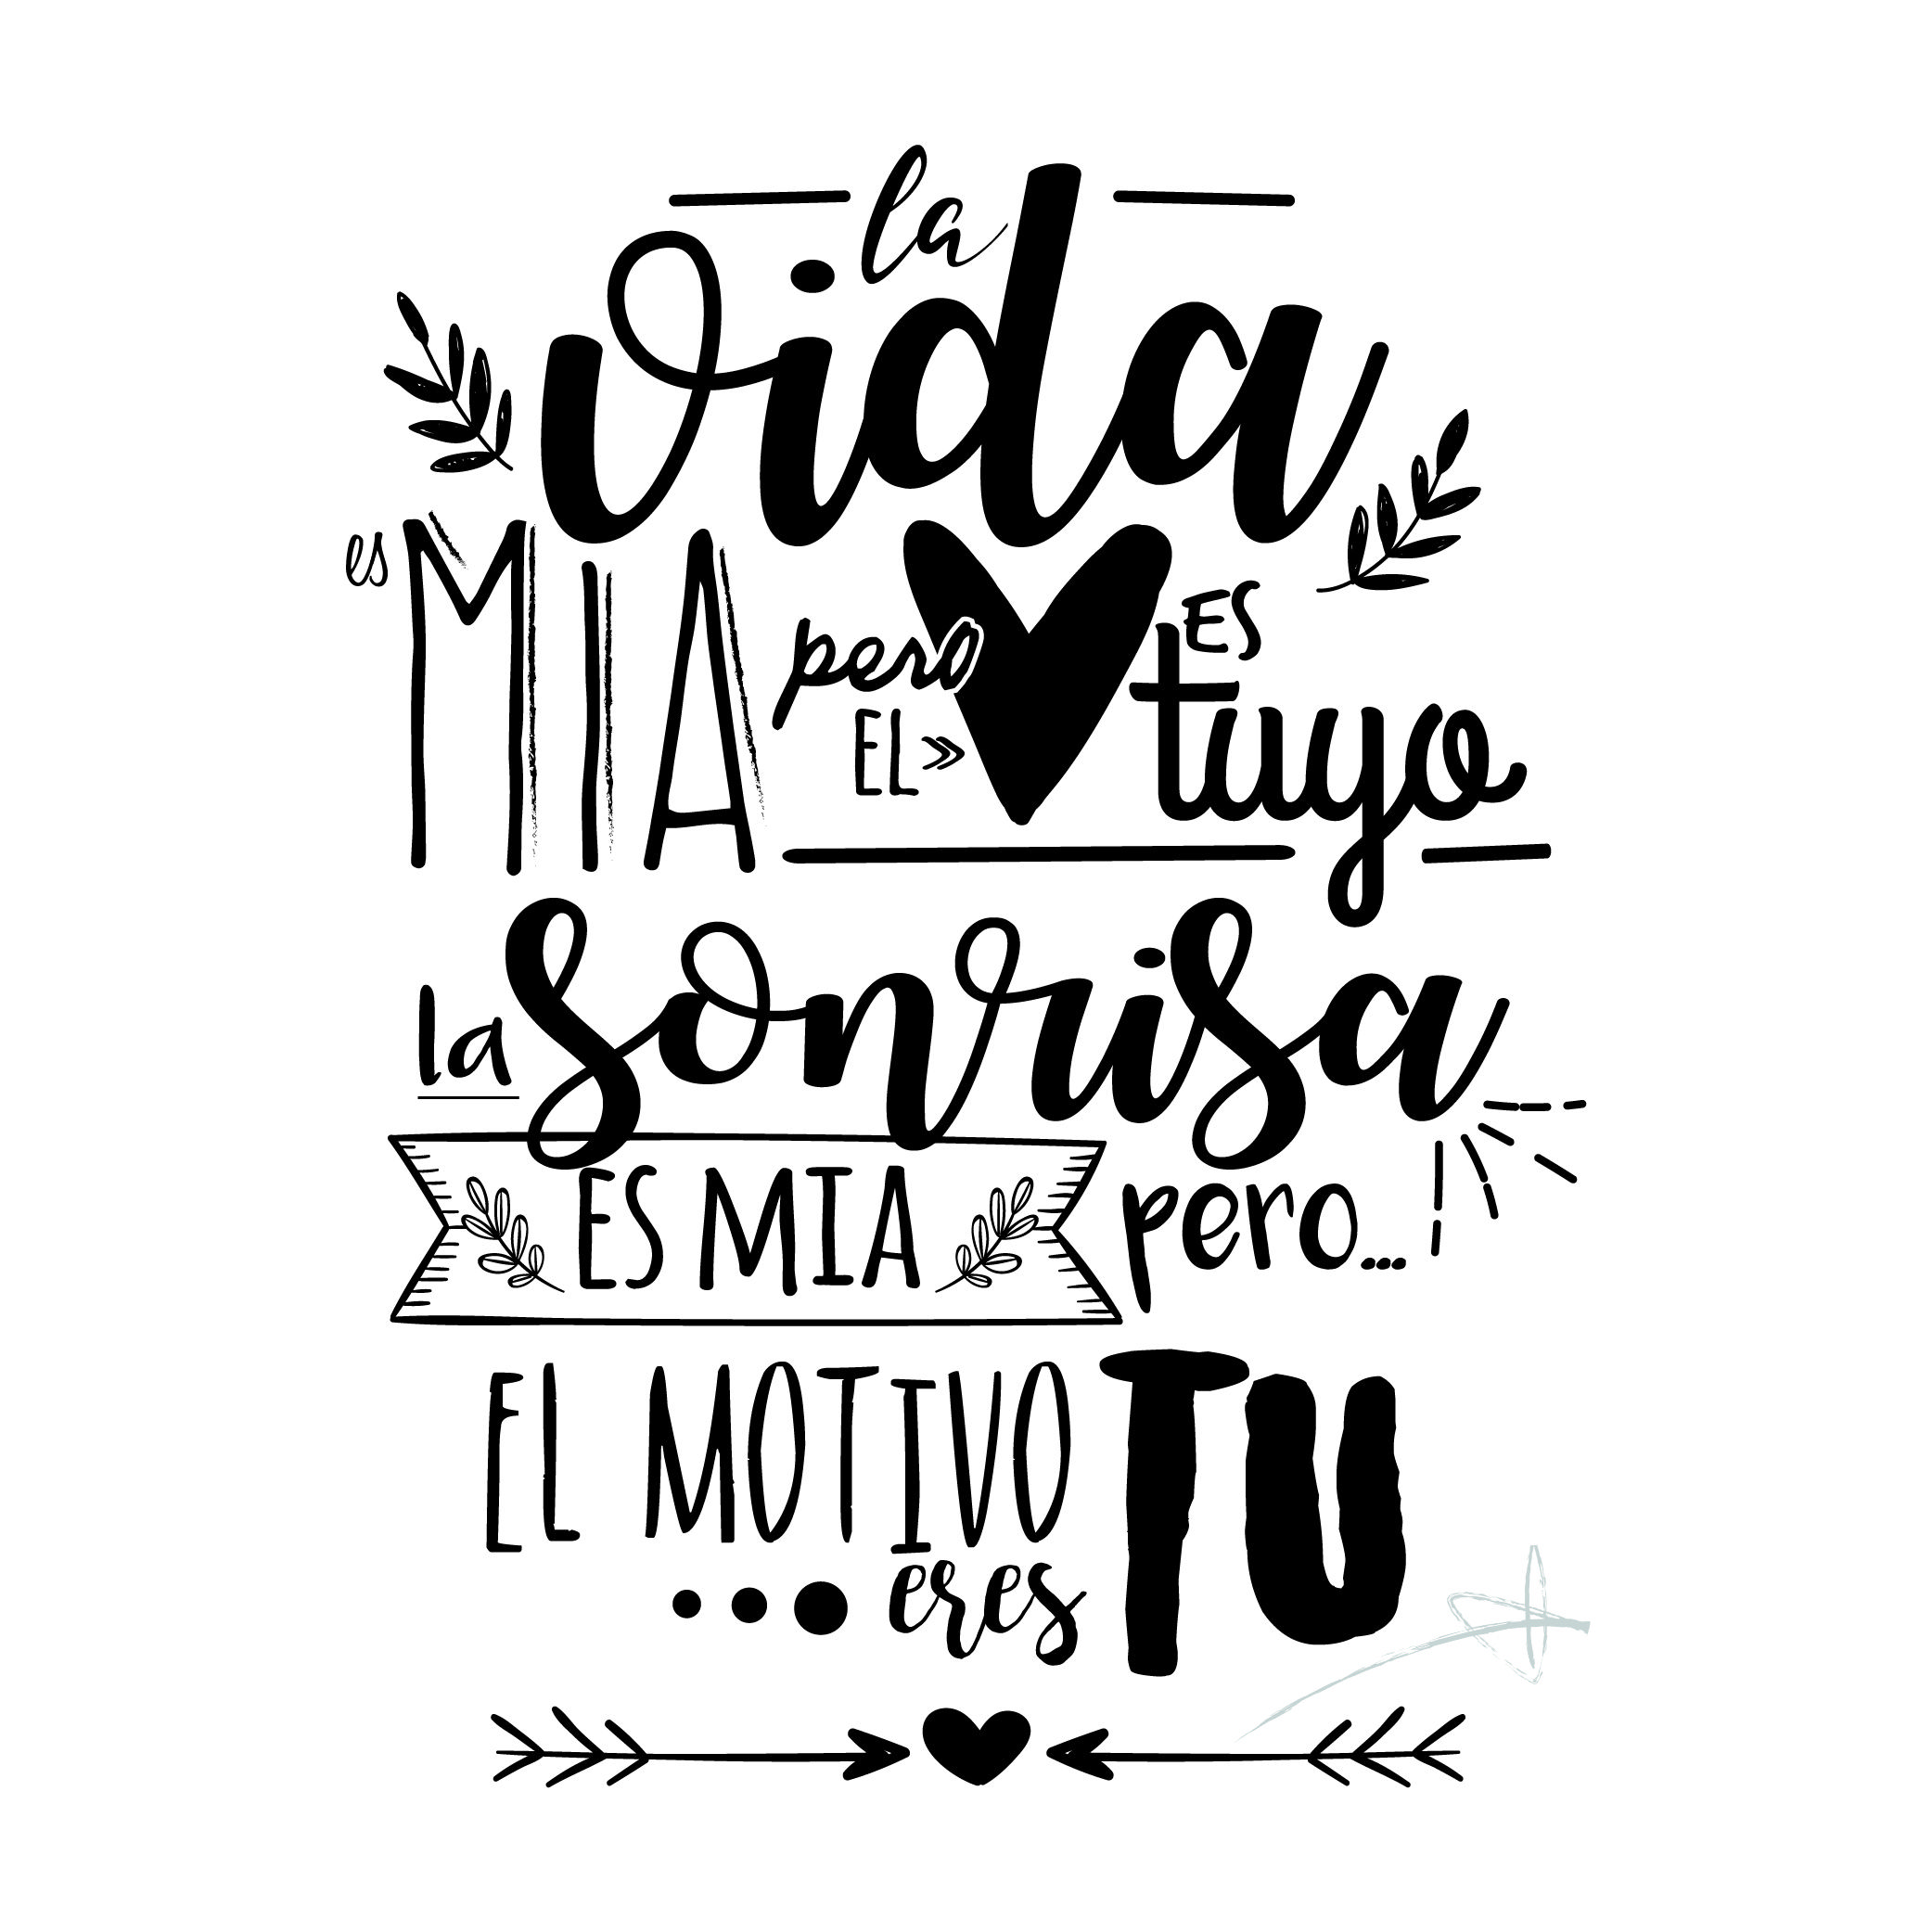 la
vida
es MIA pero
EL » ES tuyo
la sonrisa
ES MIA pero...
EL MOTIVO
... eres TU